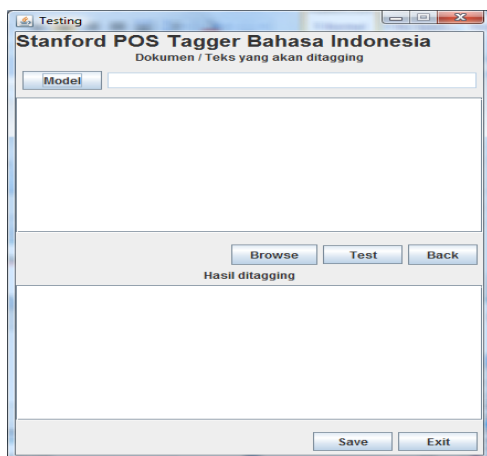 Testing
Stanford POS Tagger Bahasa Indonesia
Dokumen / Teks yang akan ditagging
Model
Browse Test Back
Hasil ditagging
Save Exit